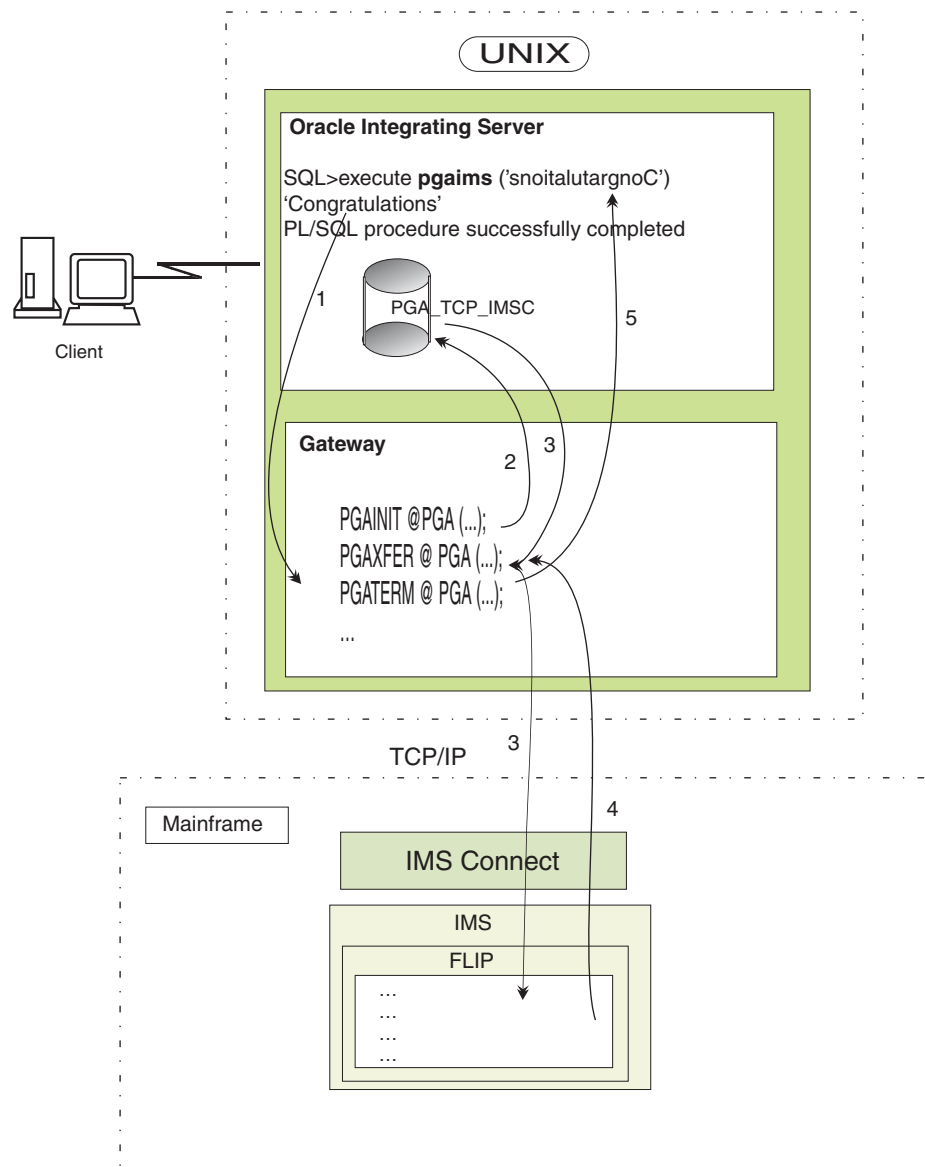 UNIX
Oracle Integrating Server
SQL>execute pgaims ('snoitalutargnoC')
‘Congratulations’
PL/SQL procedure successfully completed
1
PGA_TCP_IMSC
5
Client
Gateway
2
3
PGAINIT @PGA (...);
PGAXFER @ PGA (...);
PGATERM @ PGA (...);
...
TCP/IP
3
Mainframe
4
IMS Connect
IMS
FLIP
...
...
...
...